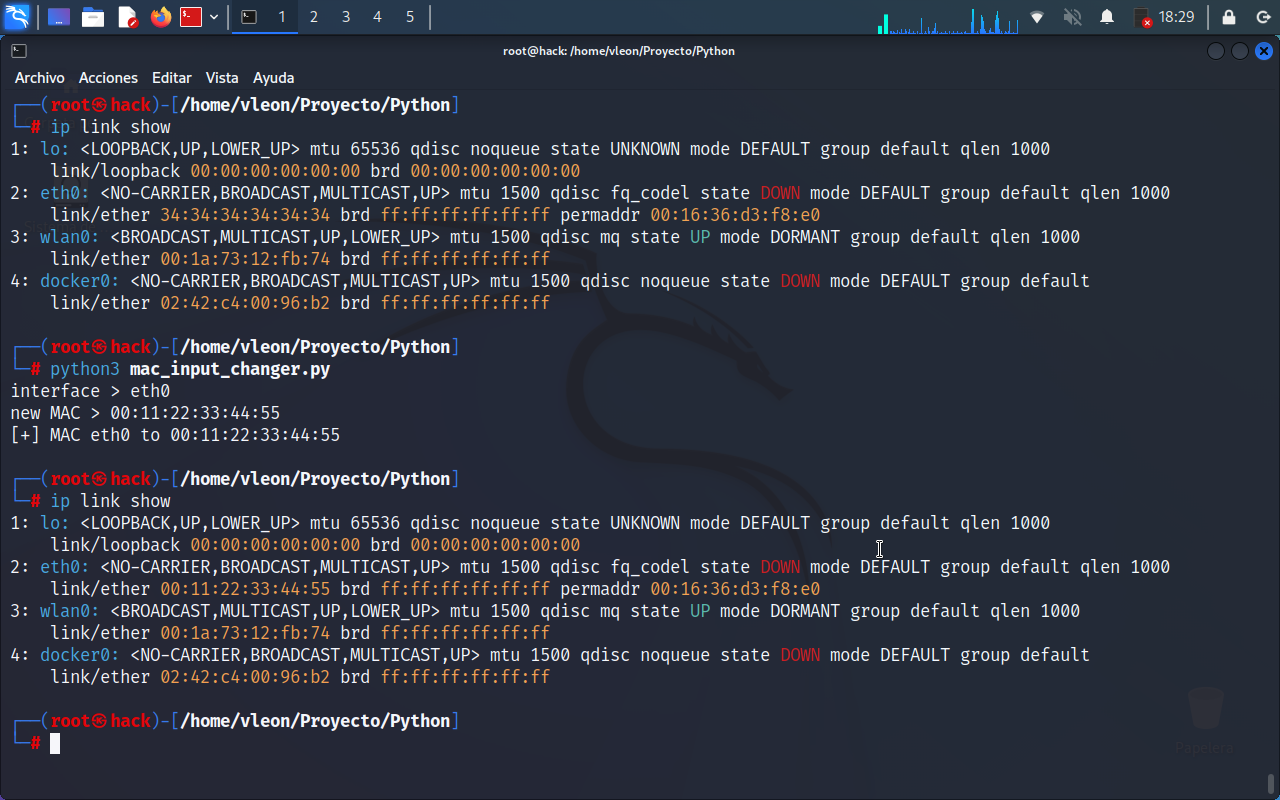 1 2 3 4 5 18:29
root@hack: /home/vleon/Proyecto/Python
Archivo Acciones Editar Vista Ayuda
┌──(root㉿hack)-[/home/vleon/Proyecto/Python]
└─# ip link show
1: lo: <LOOPBACK,UP,LOWER_UP> mtu 65536 qdisc noqueue state UNKNOWN mode DEFAULT group default qlen 1000
    link/loopback 00:00:00:00:00:00 brd 00:00:00:00:00:00
2: eth0: <NO-CARRIER,BROADCAST,MULTICAST,UP> mtu 1500 qdisc fq_codel state DOWN mode DEFAULT group default qlen 1000
    link/ether 34:34:34:34:34:34 brd ff:ff:ff:ff:ff:ff permaddr 00:16:36:d3:f8:e0
3: wlan0: <BROADCAST,MULTICAST,UP,LOWER_UP> mtu 1500 qdisc mq state UP mode DORMANT group default qlen 1000
    link/ether 00:1a:73:12:fb:74 brd ff:ff:ff:ff:ff:ff
4: docker0: <NO-CARRIER,BROADCAST,MULTICAST,UP> mtu 1500 qdisc noqueue state DOWN mode DEFAULT group default
    link/ether 02:42:c4:00:96:b2 brd ff:ff:ff:ff:ff:ff
┌──(root㉿hack)-[/home/vleon/Proyecto/Python]
└─# python3 mac_input_changer.py
interface > eth0
new MAC > 00:11:22:33:44:55
[+] MAC eth0 to 00:11:22:33:44:55
┌──(root㉿hack)-[/home/vleon/Proyecto/Python]
└─# ip link show
1: lo: <LOOPBACK,UP,LOWER_UP> mtu 65536 qdisc noqueue state UNKNOWN mode DEFAULT group default qlen 1000
    link/loopback 00:00:00:00:00:00 brd 00:00:00:00:00:00
2: eth0: <NO-CARRIER,BROADCAST,MULTICAST,UP> mtu 1500 qdisc fq_codel state DOWN mode DEFAULT group default qlen 1000
    link/ether 00:11:22:33:44:55 brd ff:ff:ff:ff:ff:ff permaddr 00:16:36:d3:f8:e0
3: wlan0: <BROADCAST,MULTICAST,UP,LOWER_UP> mtu 1500 qdisc mq state UP mode DORMANT group default qlen 1000
    link/ether 00:1a:73:12:fb:74 brd ff:ff:ff:ff:ff:ff
4: docker0: <NO-CARRIER,BROADCAST,MULTICAST,UP> mtu 1500 qdisc noqueue state DOWN mode DEFAULT group default
    link/ether 02:42:c4:00:96:b2 brd ff:ff:ff:ff:ff:ff
┌──(root㉿hack)-[/home/vleon/Proyecto/Python]
└─#
Papelera